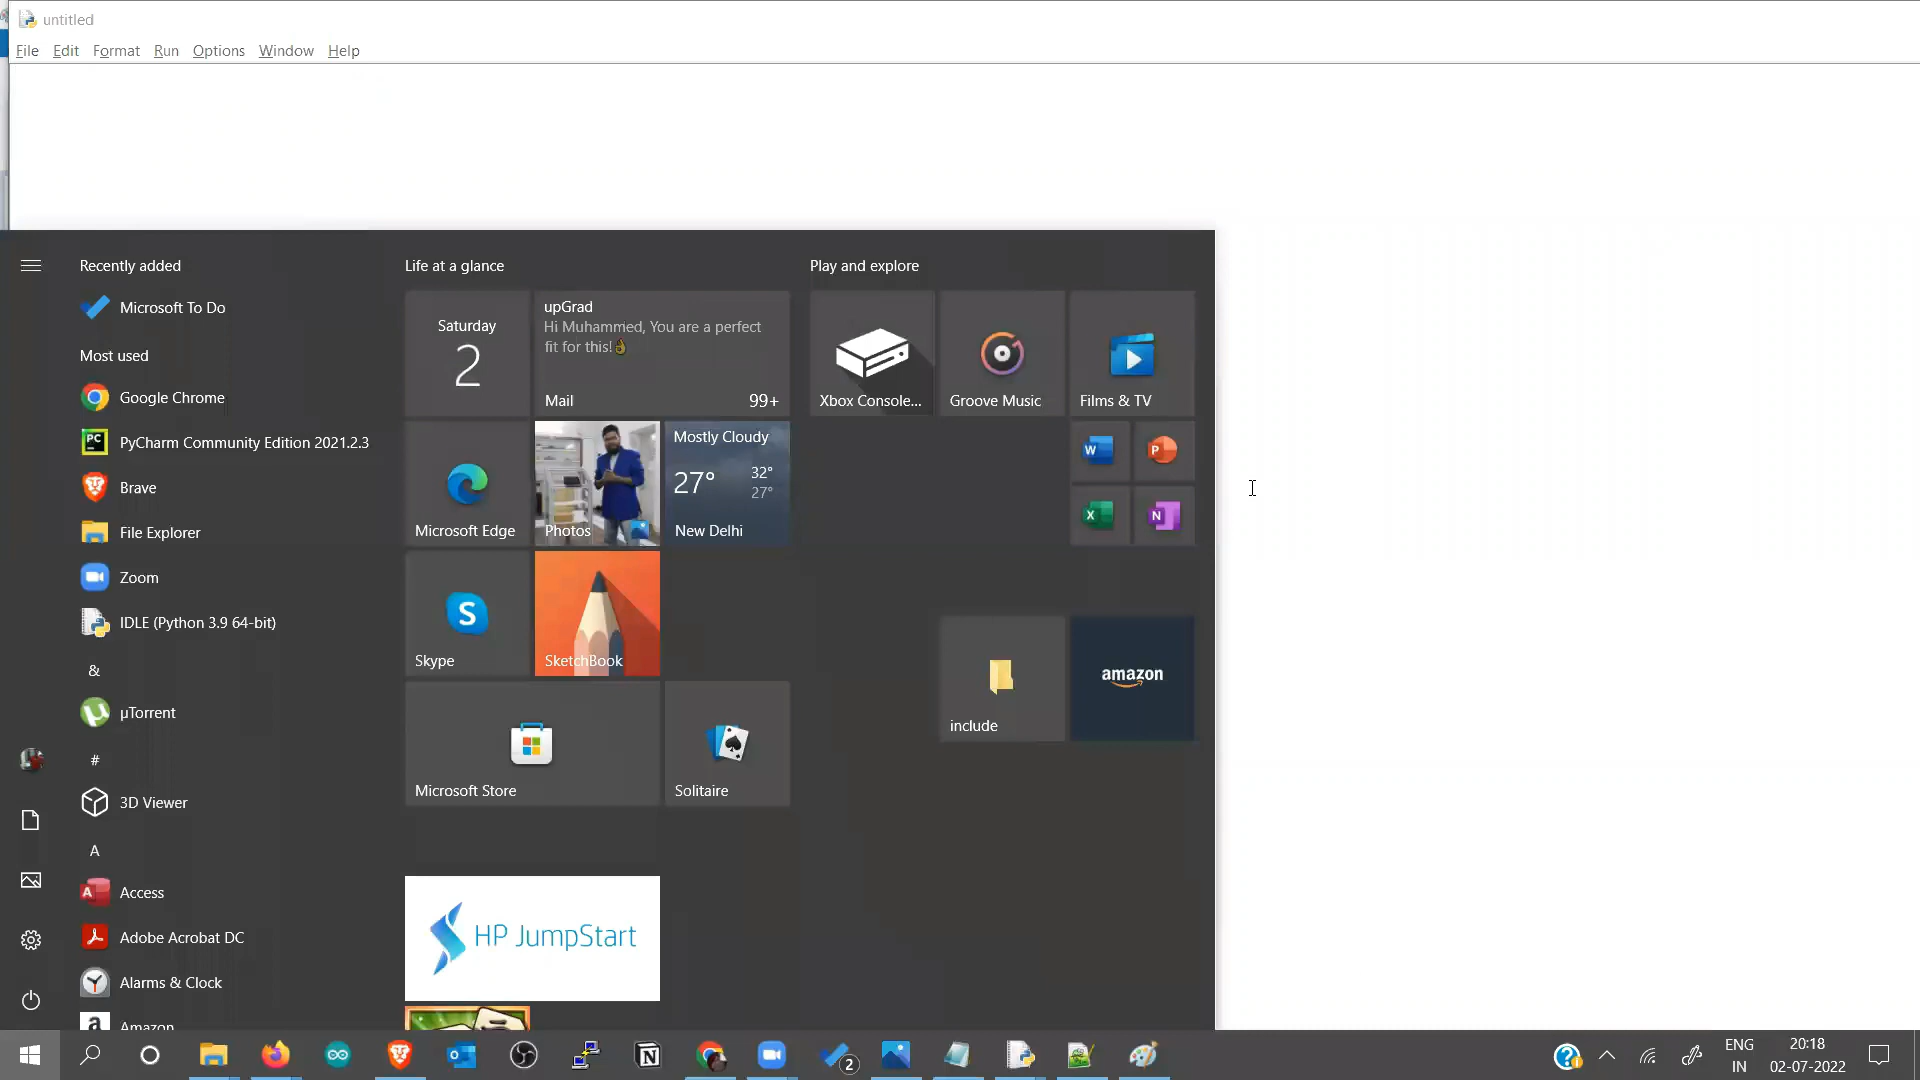 untitled
File Edit Format Run Options Window Help
Recently added
Microsoft To Do
Most used
Google Chrome
PyCharm Community Edition 2021.2.3
Brave
File Explorer
Zoom
IDLE (Python 3.9 64-bit)
&
µTorrent
#
3D Viewer
A
Access
Adobe Acrobat DC
Alarms & Clock
Amazon
Life at a glance
Saturday
2
upGrad
Hi Muhammed, You are a perfect
fit for this!👌
Mail 99+
Microsoft Edge
Photos
Mostly Cloudy
27° 32°
27°
New Delhi
Skype
SketchBook
Microsoft Store
Solitaire
HP JumpStart
Play and explore
Xbox Console...
Groove Music
Films & TV
include
amazon
2
ENG
IN
20:18
02-07-2022